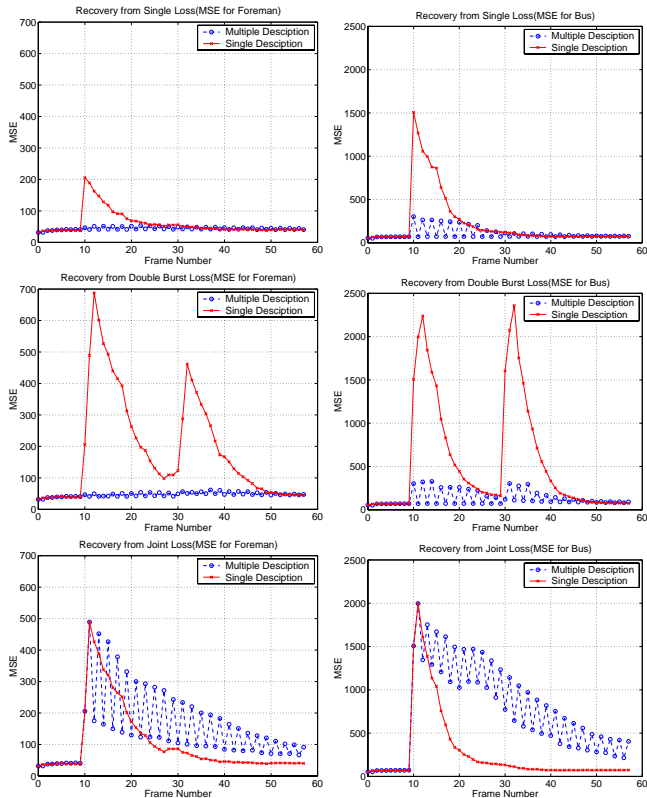 Recovery from Single Loss(MSE for Foreman)
700
600
500
400
300
200
100
0
MSE
Multiple Desciption
Single Desciption
0 10 20 30 40 50 60
Frame Number
Recovery from Single Loss(MSE for Bus)
2500
2000
1500
1000
500
0
MSE
Multiple Desciption
Single Desciption
0 10 20 30 40 50 60
Frame Number
Recovery from Double Burst Loss(MSE for Foreman)
700
600
500
400
300
200
100
0
MSE
Multiple Desciption
Single Desciption
0 10 20 30 40 50 60
Frame Number
Recovery from Double Burst Loss(MSE for Bus)
2500
2000
1500
1000
500
0
MSE
Multiple Desciption
Single Desciption
0 10 20 30 40 50 60
Frame Number
Recovery from Joint Loss(MSE for Foreman)
700
600
500
400
300
200
100
0
MSE
Multiple Desciption
Single Desciption
0 10 20 30 40 50 60
Frame Number
Recovery from Joint Loss(MSE for Bus)
2500
2000
1500
1000
500
0
MSE
Multiple Desciption
Single Desciption
0 10 20 30 40 50 60
Frame Number